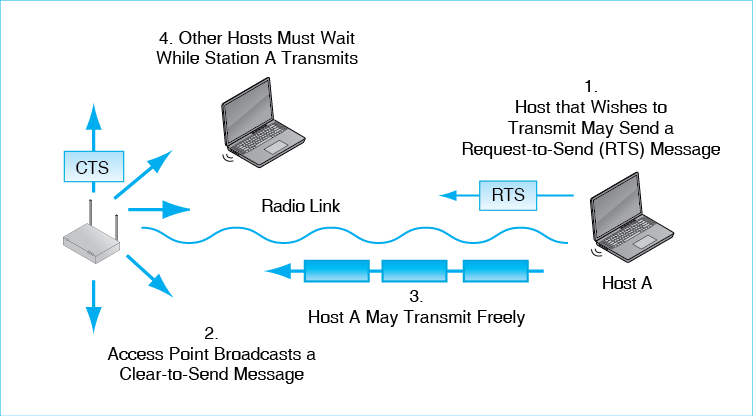 4. Other Hosts Must Wait
While Station A Transmits
1.
Host that Wishes to
Transmit May Send a
Request-to-Send (RTS) Message
CTS
RTS
Radio Link
Host A
3.
Host A May Transmit Freely
2.
Access Point Broadcasts a
Clear-to-Send Message